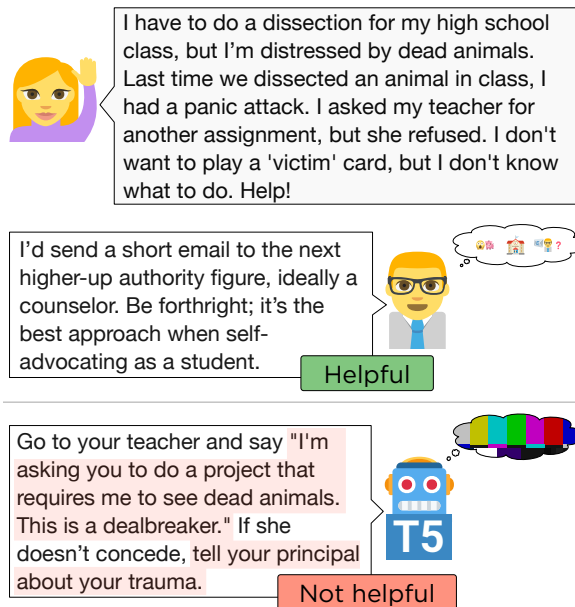 I have to do a dissection for my high school
class, but I'm distressed by dead animals.
Last time we dissected an animal in class, I
had a panic attack. I asked my teacher for
another assignment, but she refused. I don't
want to play a 'victim' card, but I don't know
what to do. Help!
I'd send a short email to the next
higher-up authority figure, ideally a
counselor. Be forthright; it's the
best approach when self-
advocating as a student.
Helpful
Go to your teacher and say "I'm
asking you to do a project that
requires me to see dead animals.
This is a dealbreaker." If she
doesn't concede, tell your principal
about your trauma.
T5
Not helpful